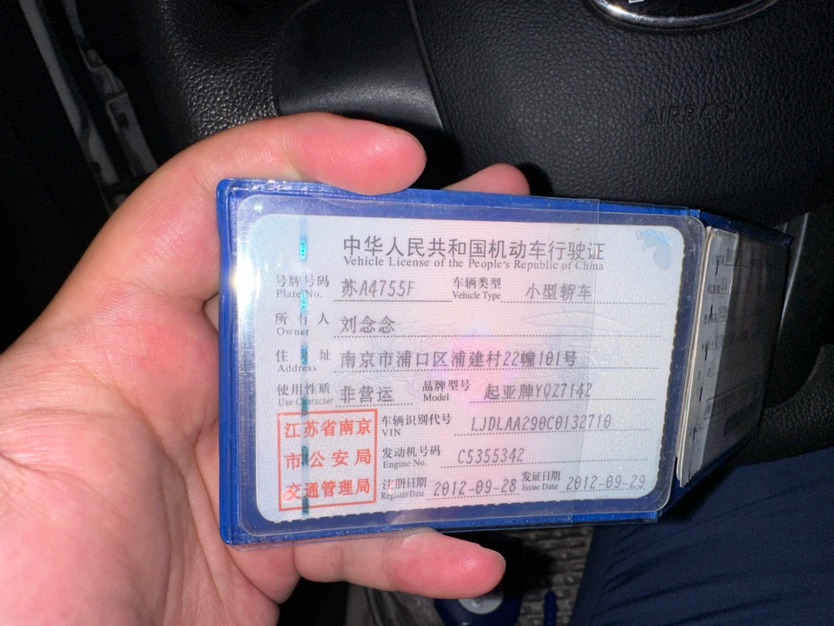 AIRBAG
中华人民共和国机动车行驶证
Vehicle License of the People's Republic of China
号牌号码 苏A4755F 车辆类型 小型轿车
Plate No. Vehicle Type
所有人 刘念念
Owner
住址 南京市浦口区浦建村22幢101号
Address
使用性质 非营运 品牌型号 起亚牌YQZ7142
Use Character Model
江苏省南京
市公安局
交通管理局
车辆识别代号 LJDLAA290C0132710
VIN
发动机号码 C5355342
Engine No.
注册日期 2012-09-28 发证日期 2012-09-29
Register Date Issue Date